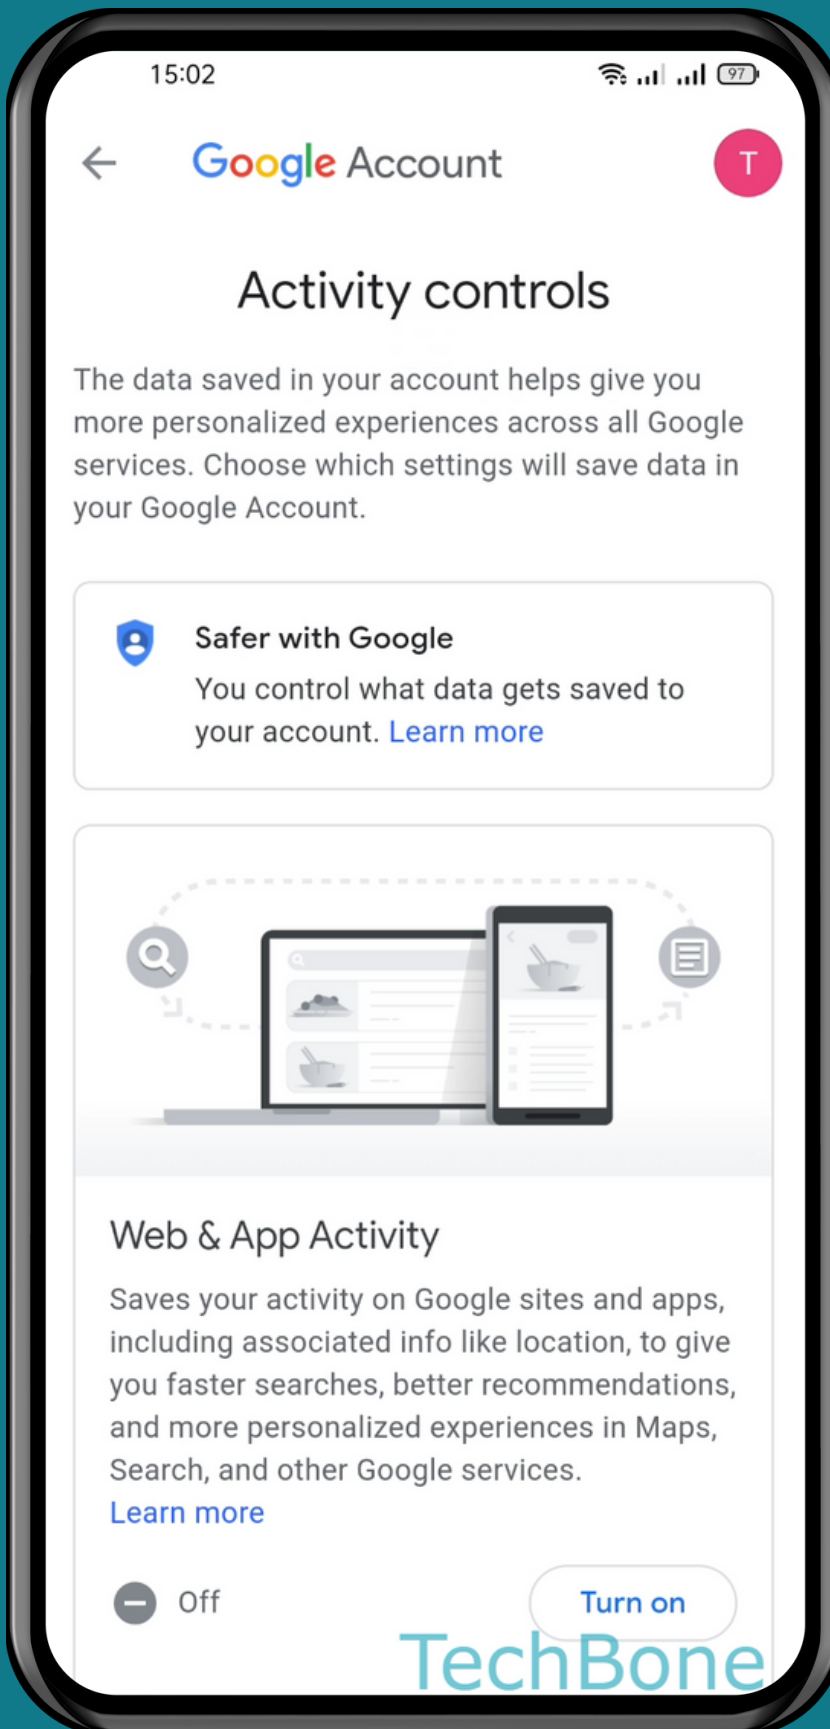 15:02
97
Google Account
T
Activity controls
The data saved in your account helps give you
more personalized experiences across all Google
services. Choose which settings will save data in
your Google Account.
Safer with Google
You control what data gets saved to
your account. Learn more
Web & App Activity
Saves your activity on Google sites and apps,
including associated info like location, to give
you faster searches, better recommendations,
and more personalized experiences in Maps,
Search, and other Google services.
Learn more
Off
Turn on
TechBone